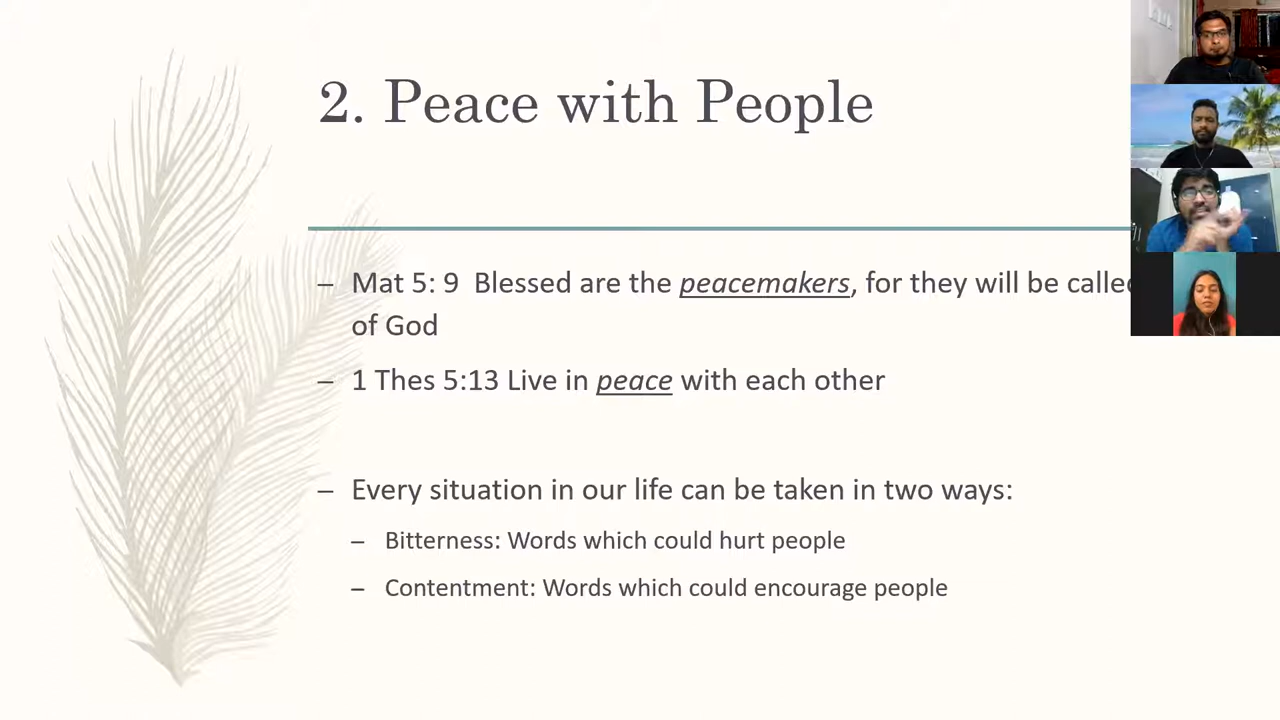 2. Peace with People
– Mat 5: 9  Blessed are the peacemakers, for they will be called
of God
– 1 Thes 5:13 Live in peace with each other
– Every situation in our life can be taken in two ways:
– Bitterness: Words which could hurt people
– Contentment: Words which could encourage people